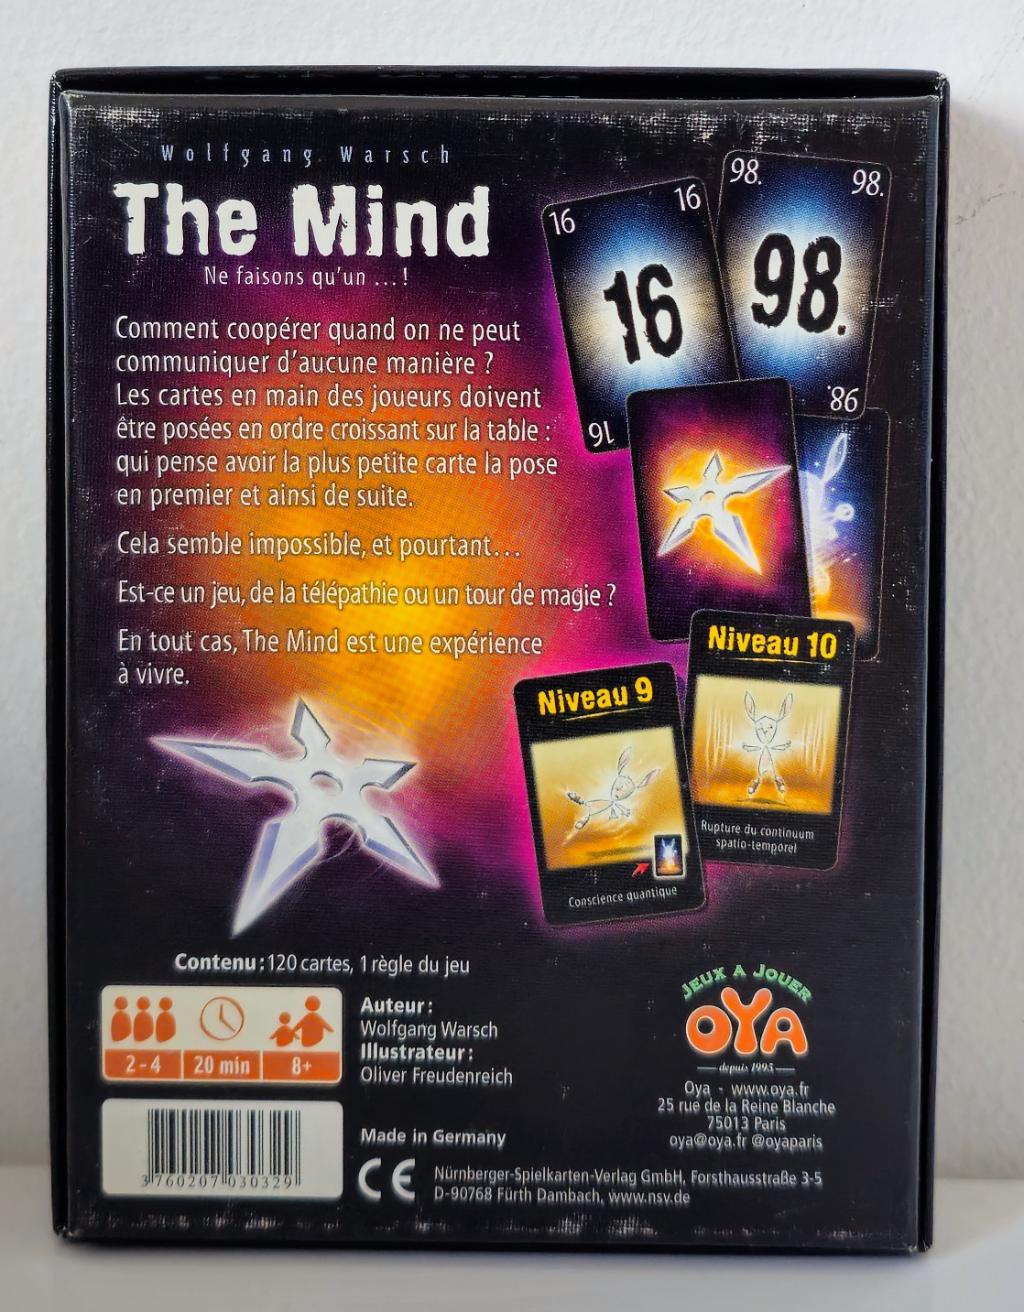 Wolfgang Warsch
The Mind
Ne faisons qu'un ...!
Comment coopérer quand on ne peut
communiquer d'aucune manière ?
Les cartes en main des joueurs doivent
être posées en ordre croissant sur la table :
qui pense avoir la plus petite carte la pose
en premier et ainsi de suite.
Cela semble impossible, et pourtant...
Est-ce un jeu, de la télépathie ou un tour de magie ?
En tout cas, The Mind est une expérience
à vivre.
16
16
16
16
98.
98.
98.
98.
Niveau 9
Conscience quantique
Niveau 10
Rupture du continuum
spatio-temporel
Contenu : 120 cartes, 1 règle du jeu
2-4
20 min
8+
Auteur :
Wolfgang Warsch
Illustrateur :
Oliver Freudenreich
Made in Germany
3 760207 030329
CE
Nürnberger-Spielkarten-Verlag GmbH, Forsthausstraße 3-5
D-90768 Fürth Dambach, www.nsv.de
JEUX A JOUER
OYA
depuis 1995
Oya - www.oya.fr
25 rue de la Reine Blanche
75013 Paris
oya@oya.fr @oyaparis